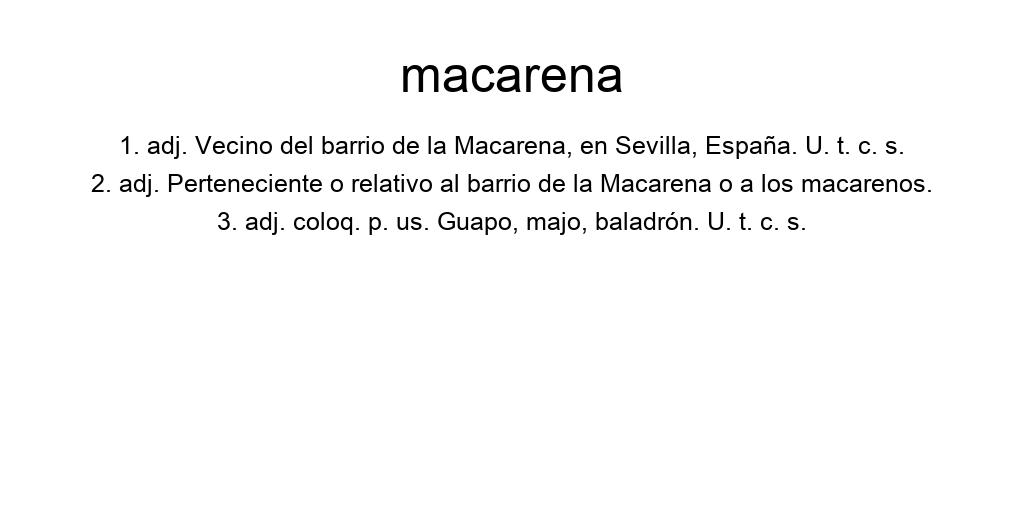 macarena
1. adj. Vecino del barrio de la Macarena, en Sevilla, España. U. t. c. s.
2. adj. Perteneciente o relativo al barrio de la Macarena o a los macarenos.
3. adj. coloq. p. us. Guapo, majo, baladrón. U. t. c. s.